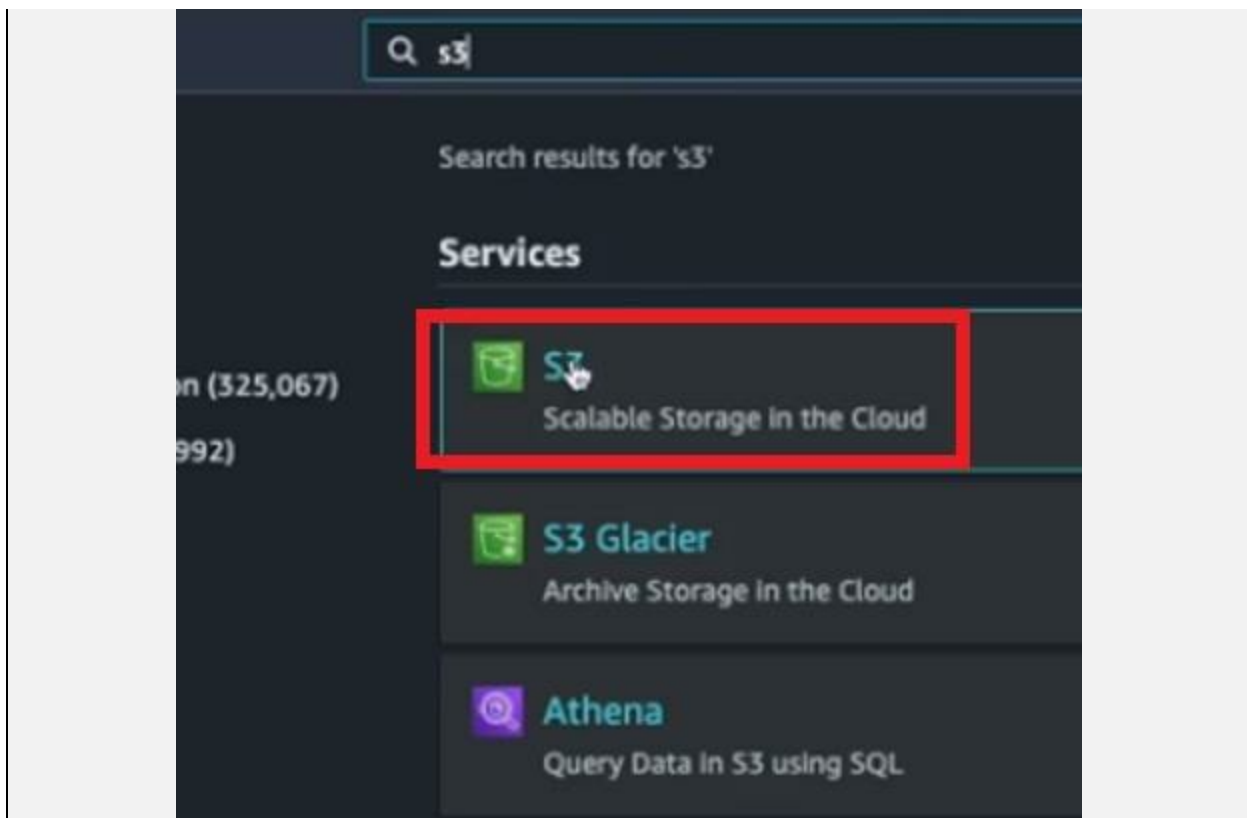 s3
Search results for 's3'
Services
S3
Scalable Storage in the Cloud
on (325,067)
992)
S3 Glacier
Archive Storage in the Cloud
Athena
Query Data in S3 using SQL